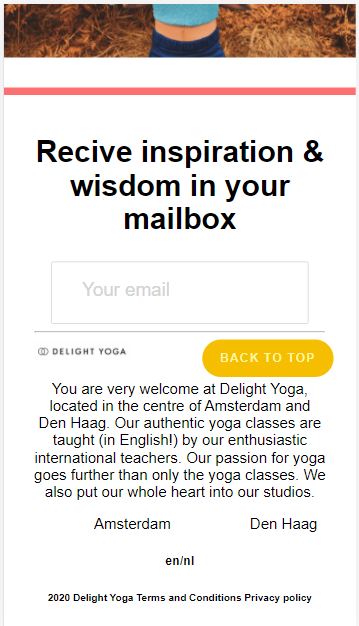 Recive inspiration &
wisdom in your
mailbox
Your email
DELIGHT YOGA
BACK TO TOP
You are very welcome at Delight Yoga,
located in the centre of Amsterdam and
Den Haag. Our authentic yoga classes are
taught (in English!) by our enthusiastic
international teachers. Our passion for yoga
goes further than only the yoga classes. We
also put our whole heart into our studios.
Amsterdam Den Haag
en/nl
2020 Delight Yoga Terms and Conditions Privacy policy